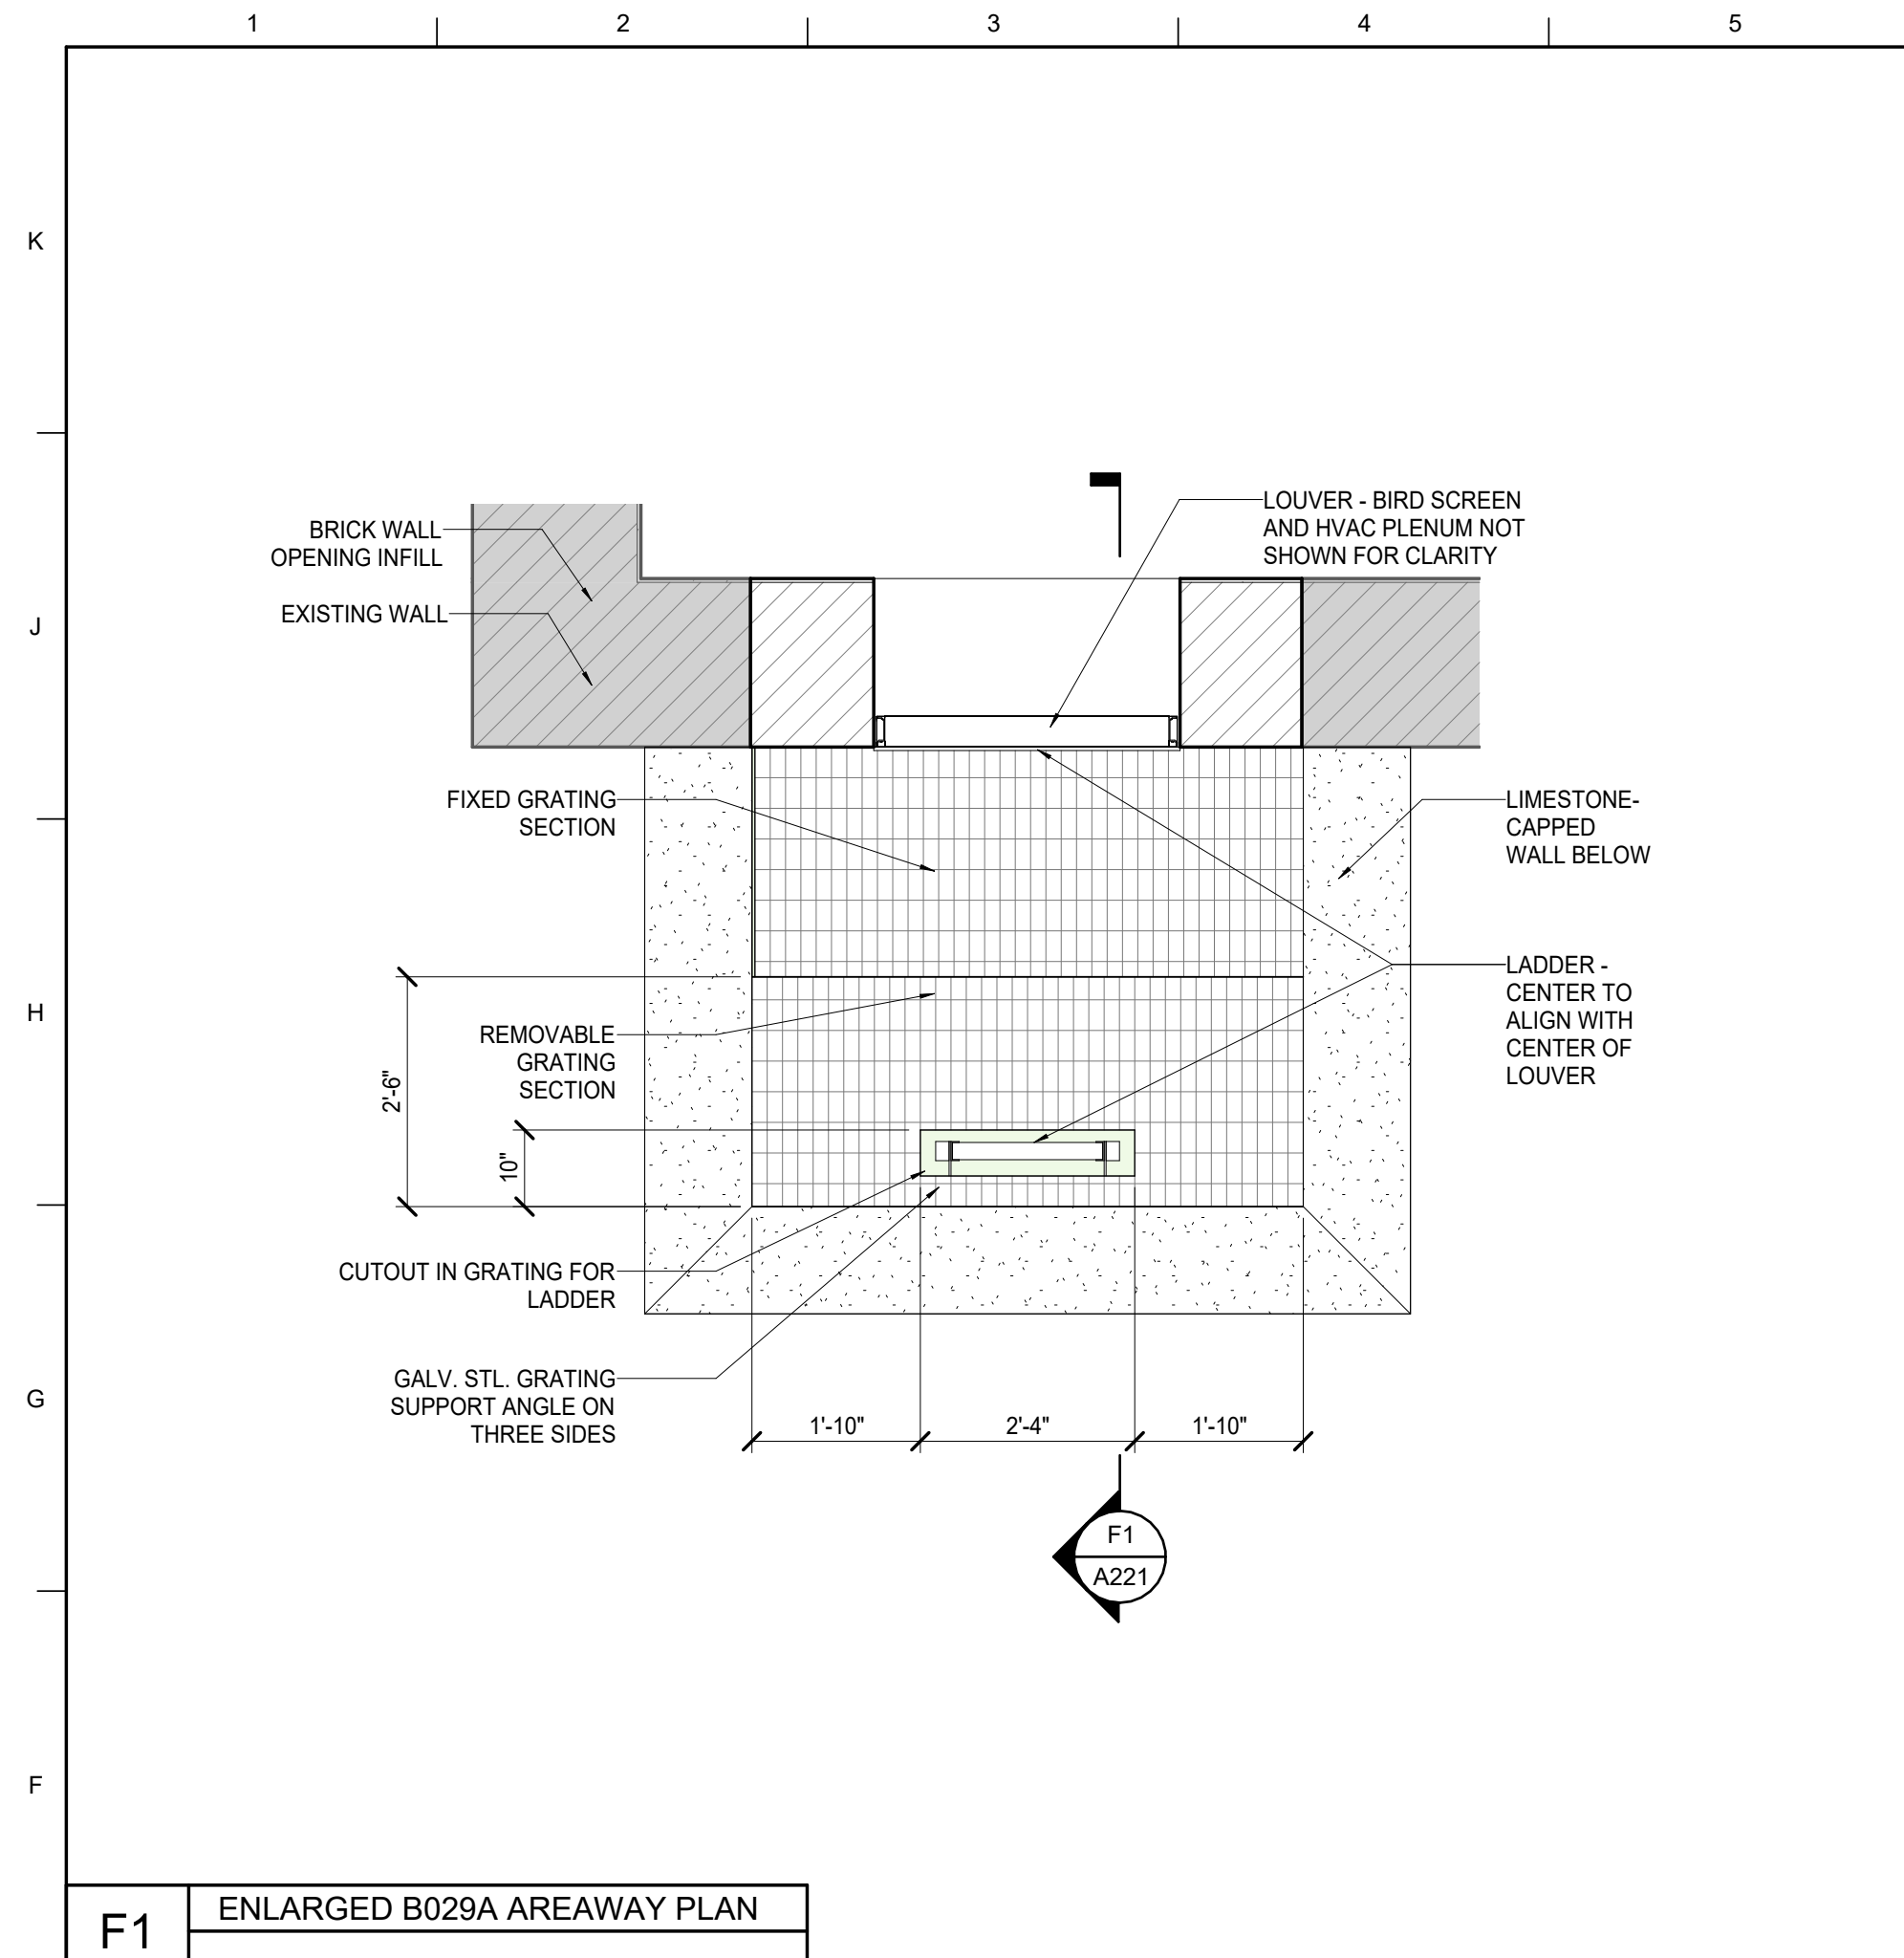 1
2
3
4
5
K
J
H
G
F
BRICK WALL
OPENING INFILL
EXISTING WALL
LOUVER - BIRD SCREEN
AND HVAC PLENUM NOT
SHOWN FOR CLARITY
FIXED GRATING
SECTION
LIMESTONE-
CAPPED
WALL BELOW
REMOVABLE
GRATING
SECTION
LADDER -
CENTER TO
ALIGN WITH
CENTER OF
LOUVER
2'-6"
10"
CUTOUT IN GRATING FOR
LADDER
GALV. STL. GRATING
SUPPORT ANGLE ON
THREE SIDES
1'-10"
2'-4"
1'-10"
F1
A221
F1
ENLARGED B029A AREAWAY PLAN